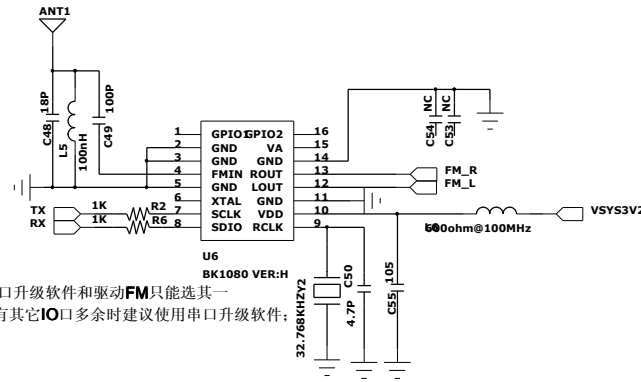 ANT1
18P
C48
L5
100nH
100P
C49
NC
C54
NC
C53
1 GPIO1 GPIO2 16
2 GND VA 15
3 GND GND 14
4 FMIN ROUT 13 FM_R
5 GND LOUT 12 FM_L
6 XTAL GND 11
TX 1K R2 7 SCLK VDD 10
RX 1K R6 8 SDIO RCLK 9
600ohm@100MHz
VSYS3V2
U6
BK1080 VER:H
口升级软件和驱动FM只能选其一
有其它IO口多余时建议使用串口升级软件;
32.768KHZY2
C50
4.7P
105
C55